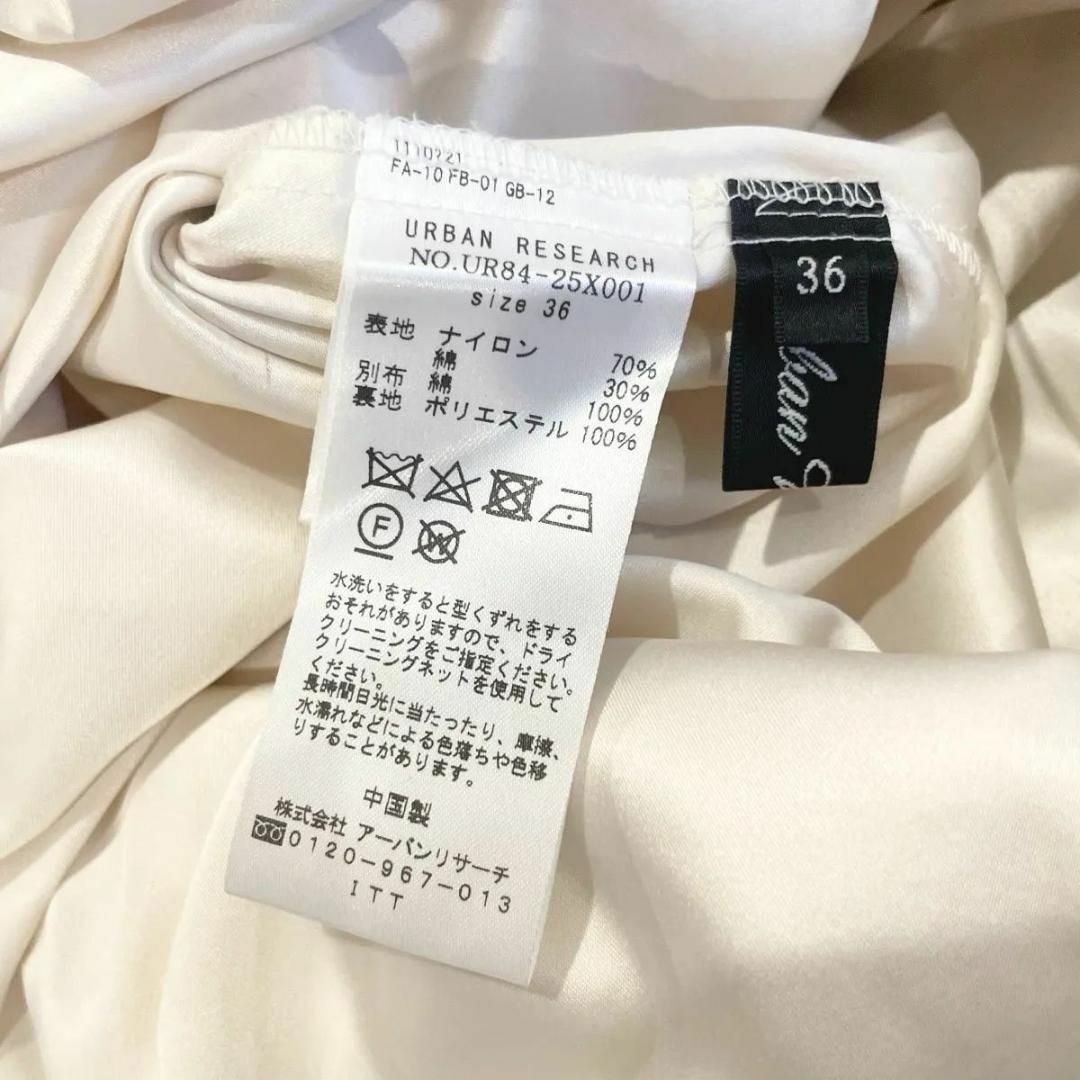 1110721
FA-10 FB-01 GB-12
URBAN RESEARCH
NO.UR84-25X001
size 36
表地 ナイロン 70%
綿 30%
別布 綿 100%
裏地 ポリエステル 100%
F
W
水洗いをすると型くずれをする
おそれがありますので、ドライ
クリーニングをご指定ください。
クリーニングネットを使用して
ください。
長時間日光に当たったり、摩擦、
水濡れなどによる色落ちや色移
りすることがあります。
中国製
株式会社 アーバンリサーチ
0120-967-013
ITT
36
ban